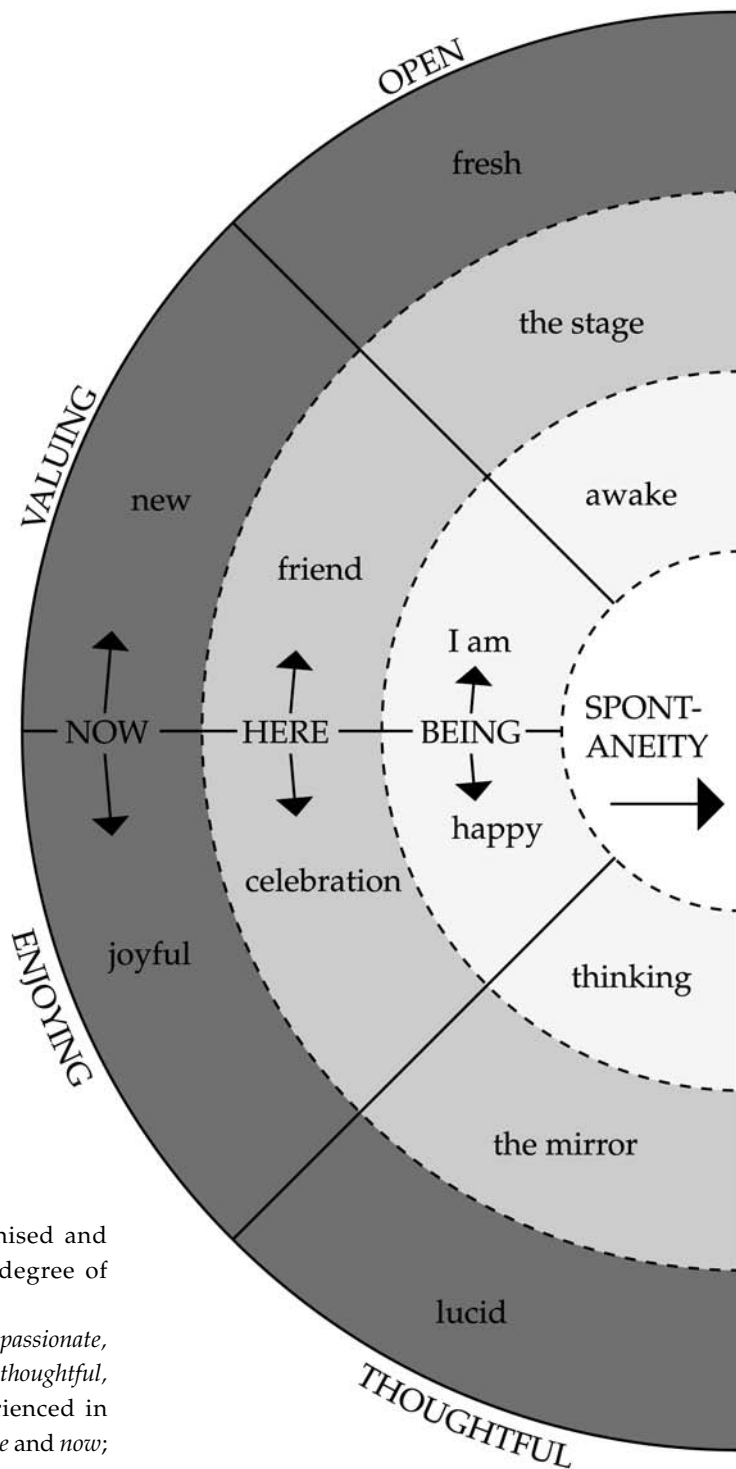 OPEN
fresh
the stage
VALUING
awake
new
friend
I am
NOW
HERE
BEING
SPONT-
ANEITY
happy
celebration
ENJOYING
joyful
thinking
the mirror
lucid
THOUGHTFUL
nised and
degree of
passionate,
thoughtful,
rienced in
e and now;